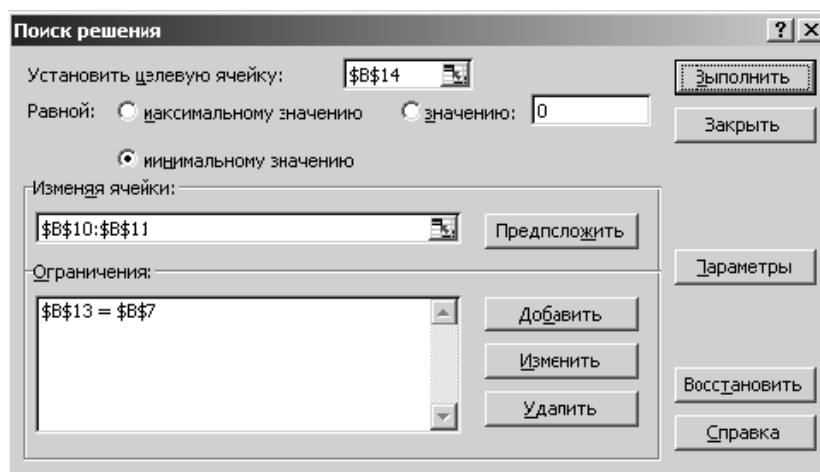 Поиск решения
Установить целевую ячейку: $B$14
Выполнить
Равной: максимальному значению значению: 0
Закрыть
минимальному значению
Изменяя ячейки:
$B$10:$B$11
Предположить
Ограничения:
Параметры
$B$13 = $B$7
Добавить
Изменить
Восстановить
Удалить
Справка